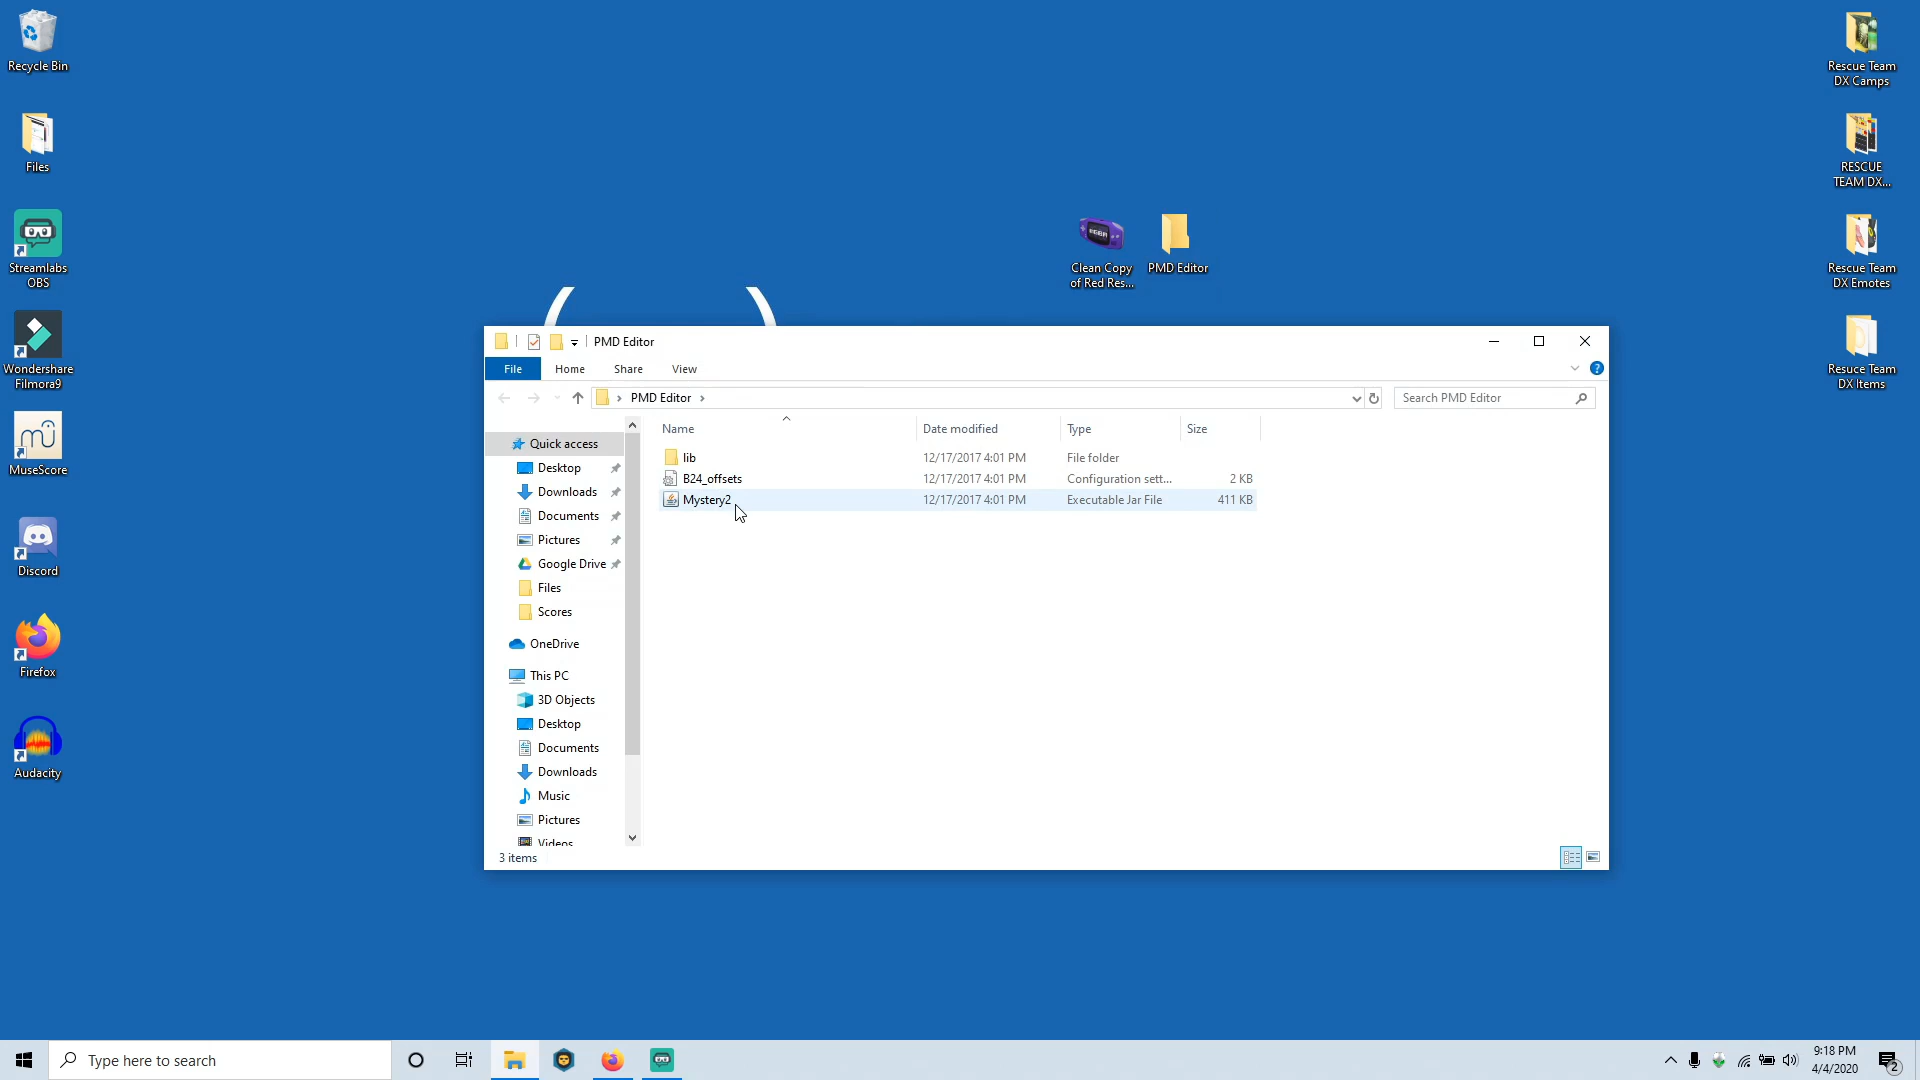 Recycle Bin
Files
Streamlabs
OBS
Wondershare
Filmora9
MuseScore
Discord
Firefox
Audacity
RGBA
Clean Copy
of Red Res...
PMD Editor
Rescue Team
DX Camps
RESCUE
TEAM DX...
Rescue Team
DX Emotes
Resuce Team
DX Items
PMD Editor
File Home Share View
PMD Editor
Search PMD Editor
Name Date modified Type Size
lib 12/17/2017 4:01 PM File folder
B24_offsets 12/17/2017 4:01 PM Configuration sett... 2 KB
Mystery2 12/17/2017 4:01 PM Executable Jar File 411 KB
Quick access
Desktop
Downloads
Documents
Pictures
Google Drive
Files
Scores
OneDrive
This PC
3D Objects
Desktop
Documents
Downloads
Music
Pictures
Videos
3 items
Type here to search
9:18 PM
4/4/2020
2